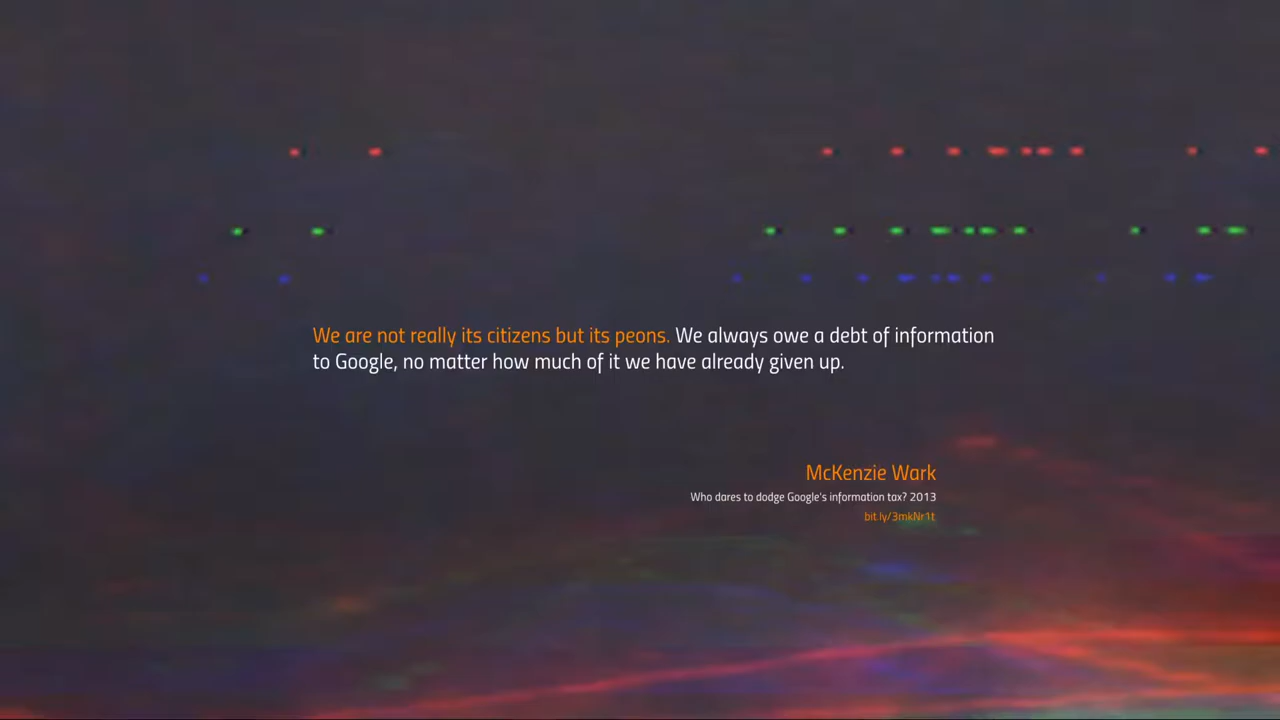 We are not really its citizens but its peons. We always owe a debt of information
to Google, no matter how much of it we have already given up.
McKenzie Wark
Who dares to dodge Google's information tax? 2013
bit.ly/3mkNr1t